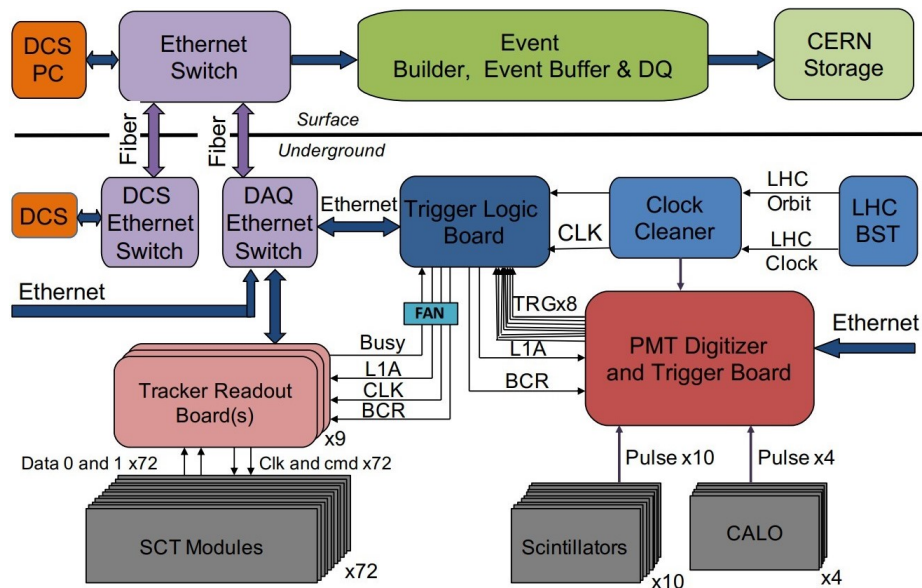 DCS
PC
Ethernet
Switch
Event
Builder, Event Buffer & DQ
CERN
Storage
Fiber
Fiber
Surface
Underground
DCS
DCS
Ethernet
Switch
DAQ
Ethernet
Switch
Ethernet
Trigger Logic
Board
CLK
Clock
Cleaner
LHC
Orbit
LHC
Clock
LHC
BST
Ethernet
FAN
TRGx8
Busy
L1A
CLK
BCR
L1A
BCR
PMT Digitizer
and Trigger Board
Ethernet
Tracker Readout
Board(s)
x9
Data 0 and 1 x72
Clk and cmd x72
Pulse x10
Pulse x4
SCT Modules
x72
Scintillators
x10
CALO
x4